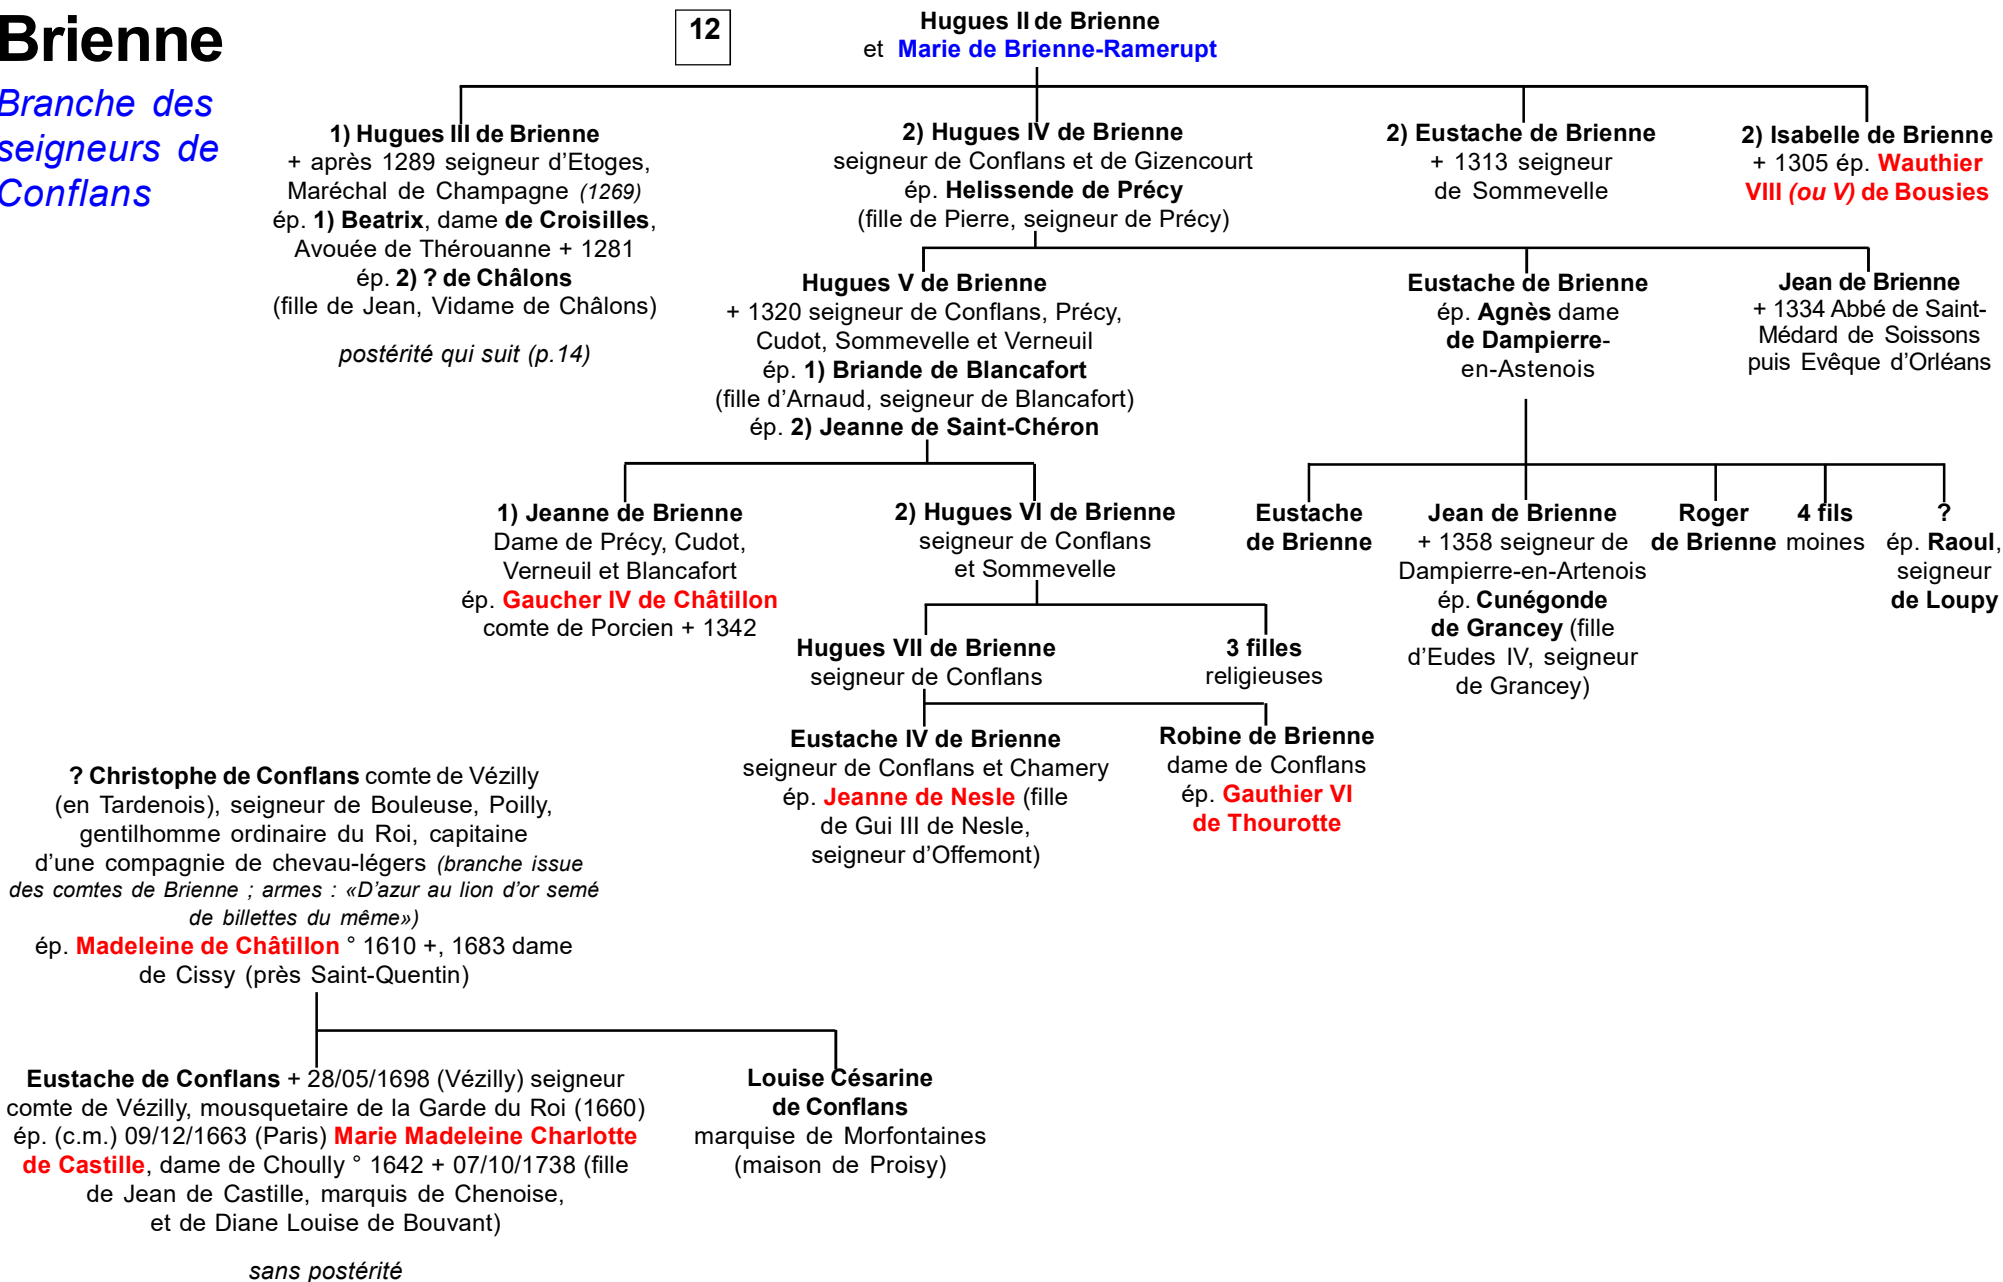 Brienne
Branche des
seigneurs de
Conflans
12
Hugues II de Brienne
et Marie de Brienne-Ramerupt
1) Hugues III de Brienne
+ après 1289 seigneur d'Etoges,
Maréchal de Champagne (1269)
ép. 1) Beatrix, dame de Croisilles,
Avouée de Thérouanne + 1281
ép. 2) ? de Châlons
(fille de Jean, Vidame de Châlons)
postérité qui suit (p.14)
2) Hugues IV de Brienne
seigneur de Conflans et de Gizencourt
ép. Helissende de Précy
(fille de Pierre, seigneur de Précy)
2) Eustache de Brienne
+ 1313 seigneur
de Sommevelle
2) Isabelle de Brienne
+ 1305 ép. Wauthier
VIII (ou V) de Bousies
Hugues V de Brienne
+ 1320 seigneur de Conflans, Précy,
Cudot, Sommevelle et Verneuil
ép. 1) Briande de Blancafort
(fille d'Arnaud, seigneur de Blancafort)
ép. 2) Jeanne de Saint-Chéron
Eustache de Brienne
ép. Agnès dame
de Dampierre-
en-Astenois
Jean de Brienne
+ 1334 Abbé de Saint-
Médard de Soissons
puis Evêque d'Orléans
1) Jeanne de Brienne
Dame de Précy, Cudot,
Verneuil et Blancafort
ép. Gaucher IV de Châtillon
comte de Porcien + 1342
2) Hugues VI de Brienne
seigneur de Conflans
et Sommevelle
Eustache
de Brienne
Jean de Brienne
+ 1358 seigneur de
Dampierre-en-Artenois
ép. Cunégonde
de Grancey (fille
d'Eudes IV, seigneur
de Grancey)
Roger
de Brienne
4 fils
moines
?
ép. Raoul,
seigneur
de Loupy
Hugues VII de Brienne
seigneur de Conflans
3 filles
religieuses
Eustache IV de Brienne
seigneur de Conflans et Chamery
ép. Jeanne de Nesle (fille
de Gui III de Nesle,
seigneur d'Offemont)
Robine de Brienne
dame de Conflans
ép. Gauthier VI
de Thourotte
? Christophe de Conflans comte de Vézilly
(en Tardenois), seigneur de Bouleuse, Poilly,
gentilhomme ordinaire du Roi, capitaine
d'une compagnie de chevau-légers (branche issue
des comtes de Brienne ; armes : «D'azur au lion d'or semé
de billettes du même»)
ép. Madeleine de Châtillon ° 1610 +, 1683 dame
de Cissy (près Saint-Quentin)
Eustache de Conflans + 28/05/1698 (Vézilly) seigneur
comte de Vézilly, mousquetaire de la Garde du Roi (1660)
ép. (c.m.) 09/12/1663 (Paris) Marie Madeleine Charlotte
de Castille, dame de Choully ° 1642 + 07/10/1738 (fille
de Jean de Castille, marquis de Chenoise,
et de Diane Louise de Bouvant)
sans postérité
Louise Césarine
de Conflans
marquise de Morfontaines
(maison de Proisy)